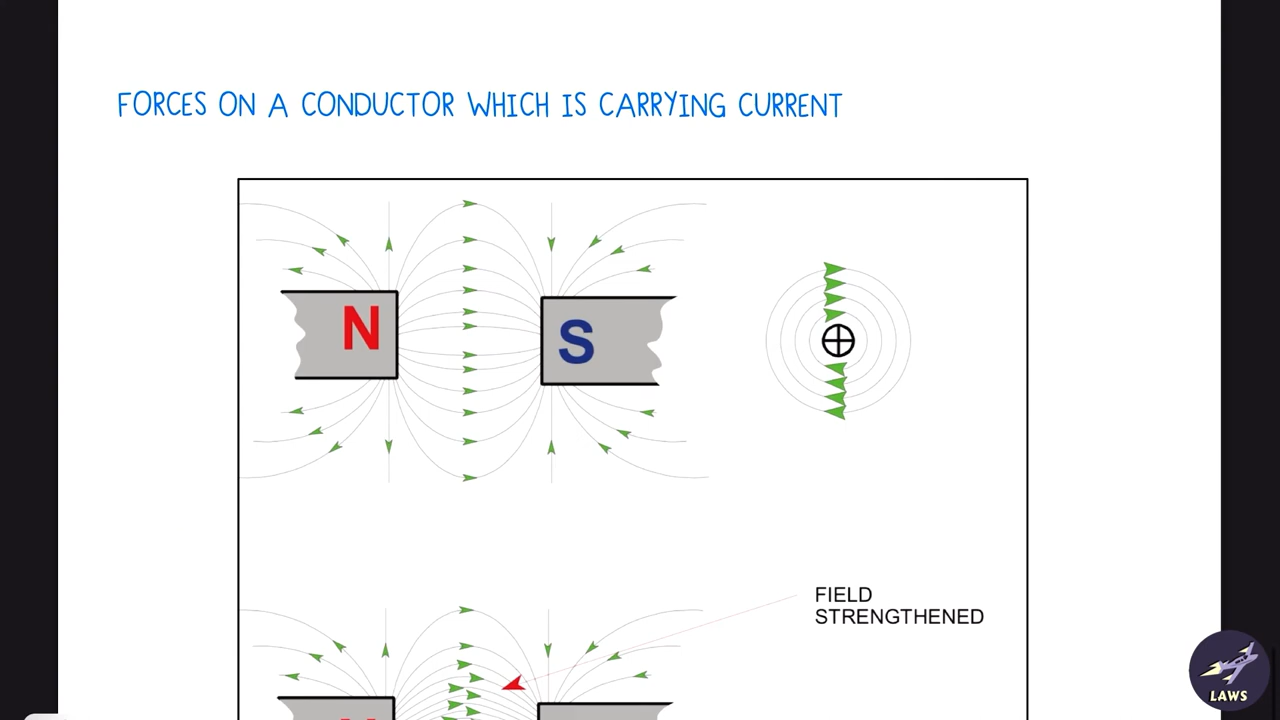 FORCES ON A CONDUCTOR WHICH IS CARRYING CURRENT
N
S
FIELD
STRENGTHENED
LAWS